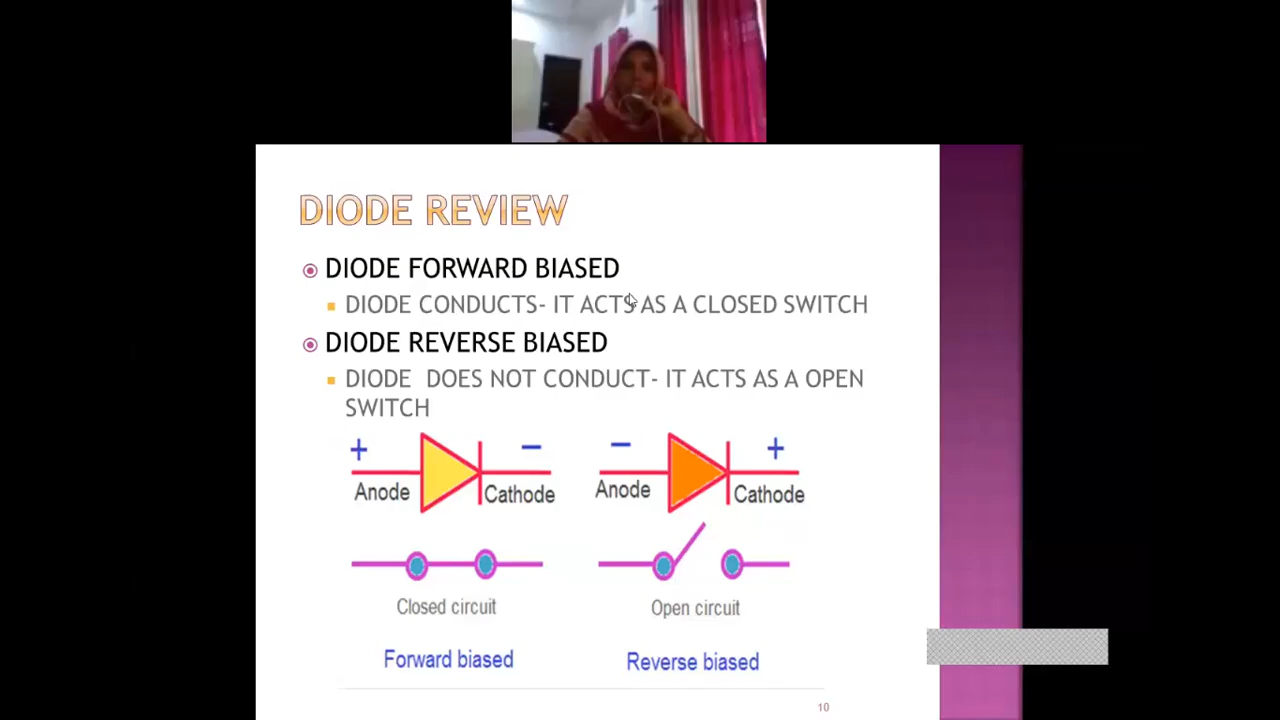 DIODE REVIEW
DIODE FORWARD BIASED
DIODE CONDUCTS- IT ACTS AS A CLOSED SWITCH
DIODE REVERSE BIASED
DIODE DOES NOT CONDUCT- IT ACTS AS A OPEN
SWITCH
+ − − +
Anode Cathode Anode Cathode
Closed circuit Open circuit
Forward biased Reverse biased
10